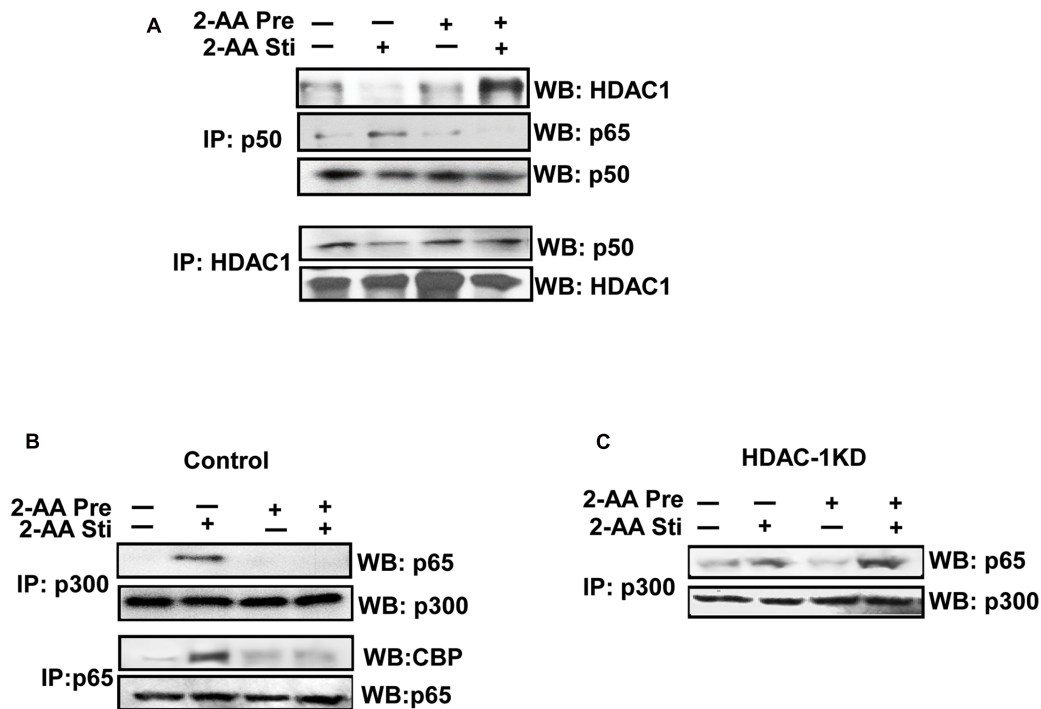 A
2-AA Pre — — + +
2-AA Sti — + — +
IP: p50
WB: HDAC1
WB: p65
WB: p50
IP: HDAC1
WB: p50
WB: HDAC1
B
Control
2-AA Pre — — + +
2-AA Sti — + — +
IP: p300
WB: p65
WB: p300
IP:p65
WB:CBP
WB:p65
C
HDAC-1KD
2-AA Pre — — + +
2-AA Sti — + — +
IP: p300
WB: p65
WB: p300